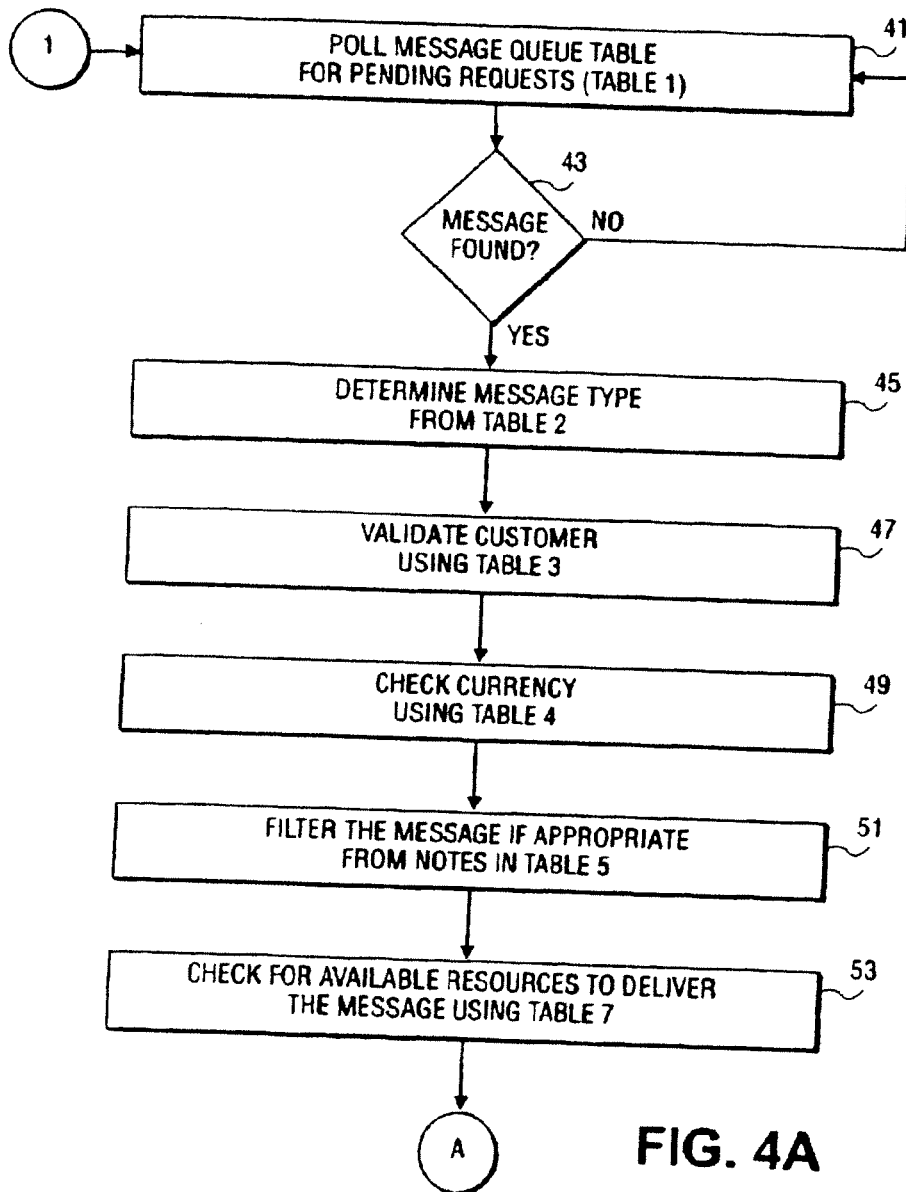 1
POLL MESSAGE QUEUE TABLE
FOR PENDING REQUESTS (TABLE 1)
41
43
MESSAGE
FOUND?
NO
YES
DETERMINE MESSAGE TYPE
FROM TABLE 2
45
VALIDATE CUSTOMER
USING TABLE 3
47
CHECK CURRENCY
USING TABLE 4
49
FILTER THE MESSAGE IF APPROPRIATE
FROM NOTES IN TABLE 5
51
CHECK FOR AVAILABLE RESOURCES TO DELIVER
THE MESSAGE USING TABLE 7
53
A
FIG. 4A